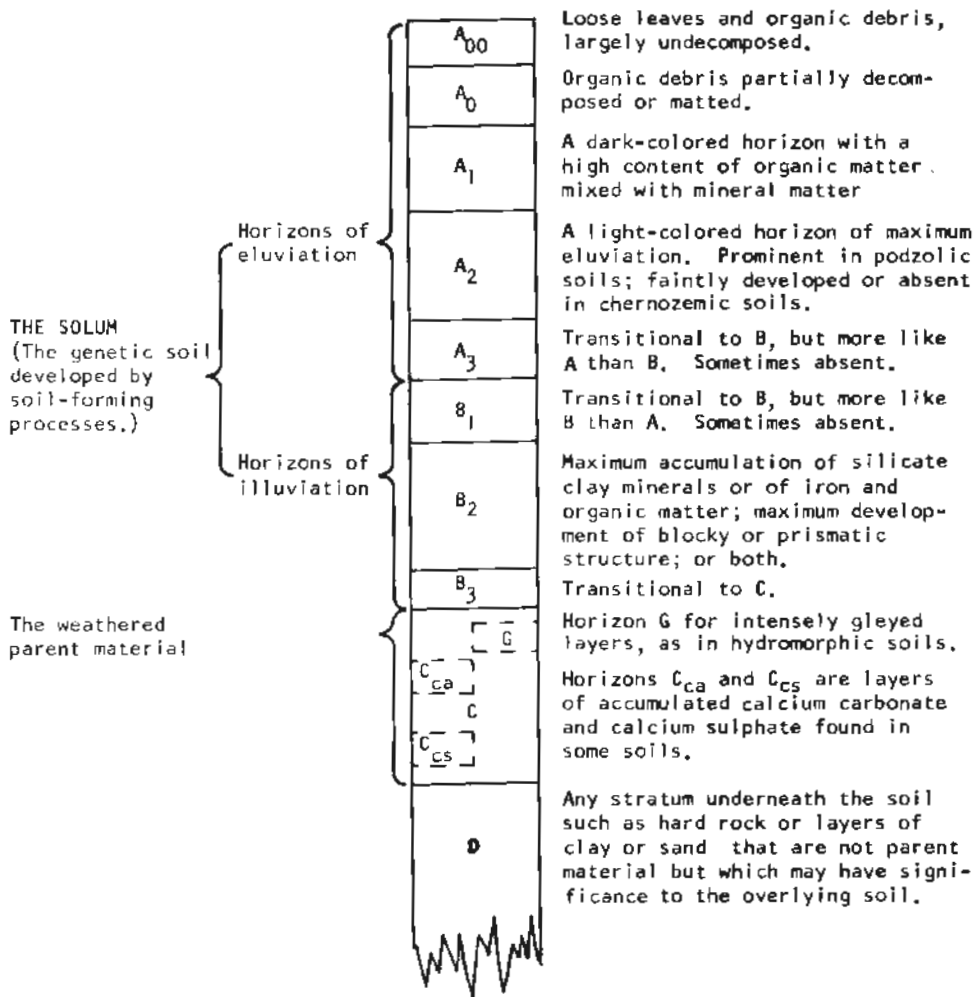 A00
Loose leaves and organic debris,
largely undecomposed.
A0
Organic debris partially decom-
posed or matted.
A1
A dark-colored horizon with a
high content of organic matter
mixed with mineral matter
Horizons of
eluviation
A2
A light-colored horizon of maximum
eluviation. Prominent in podzolic
soils; faintly developed or absent
in chernozemic soils.
THE SOLUM
(The genetic soil
developed by
soil-forming
processes.)
A3
Transitional to B, but more like
A than B. Sometimes absent.
B1
Transitional to B, but more like
B than A. Sometimes absent.
Horizons of
illuviation
B2
Maximum accumulation of silicate
clay minerals or of iron and
organic matter; maximum develop-
ment of blocky or prismatic
structure; or both.
B3
Transitional to C.
The weathered
parent material
G
Horizon G for intensely gleyed
layers, as in hydromorphic soils.
Cca
C
Ccs
Horizons Cca and Ccs are layers
of accumulated calcium carbonate
and calcium sulphate found in
some soils.
D
Any stratum underneath the soil
such as hard rock or layers of
clay or sand that are not parent
material but which may have signi-
ficance to the overlying soil.